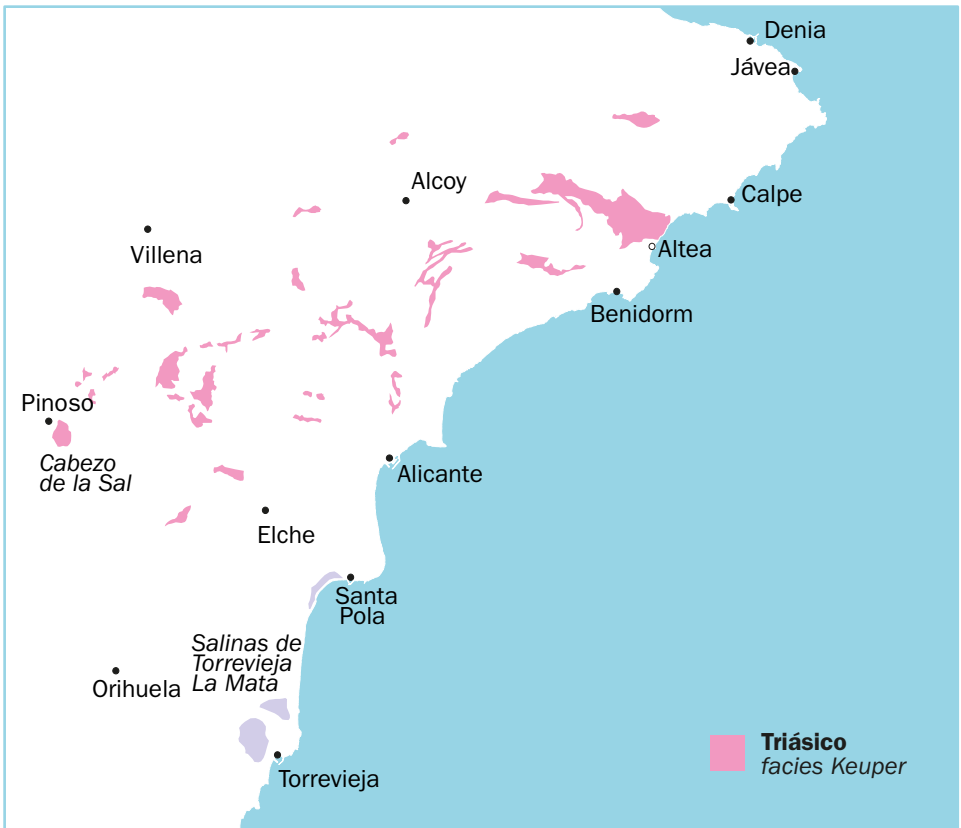 Denia
Jávea
Alcoy
Calpe
Villena
Altea
Benidorm
Pinoso
Cabezo
de la Sal
Alicante
Elche
Santa
Pola
Salinas de
Torrevieja
La Mata
Orihuela
Torrevieja
Triásico
facies Keuper